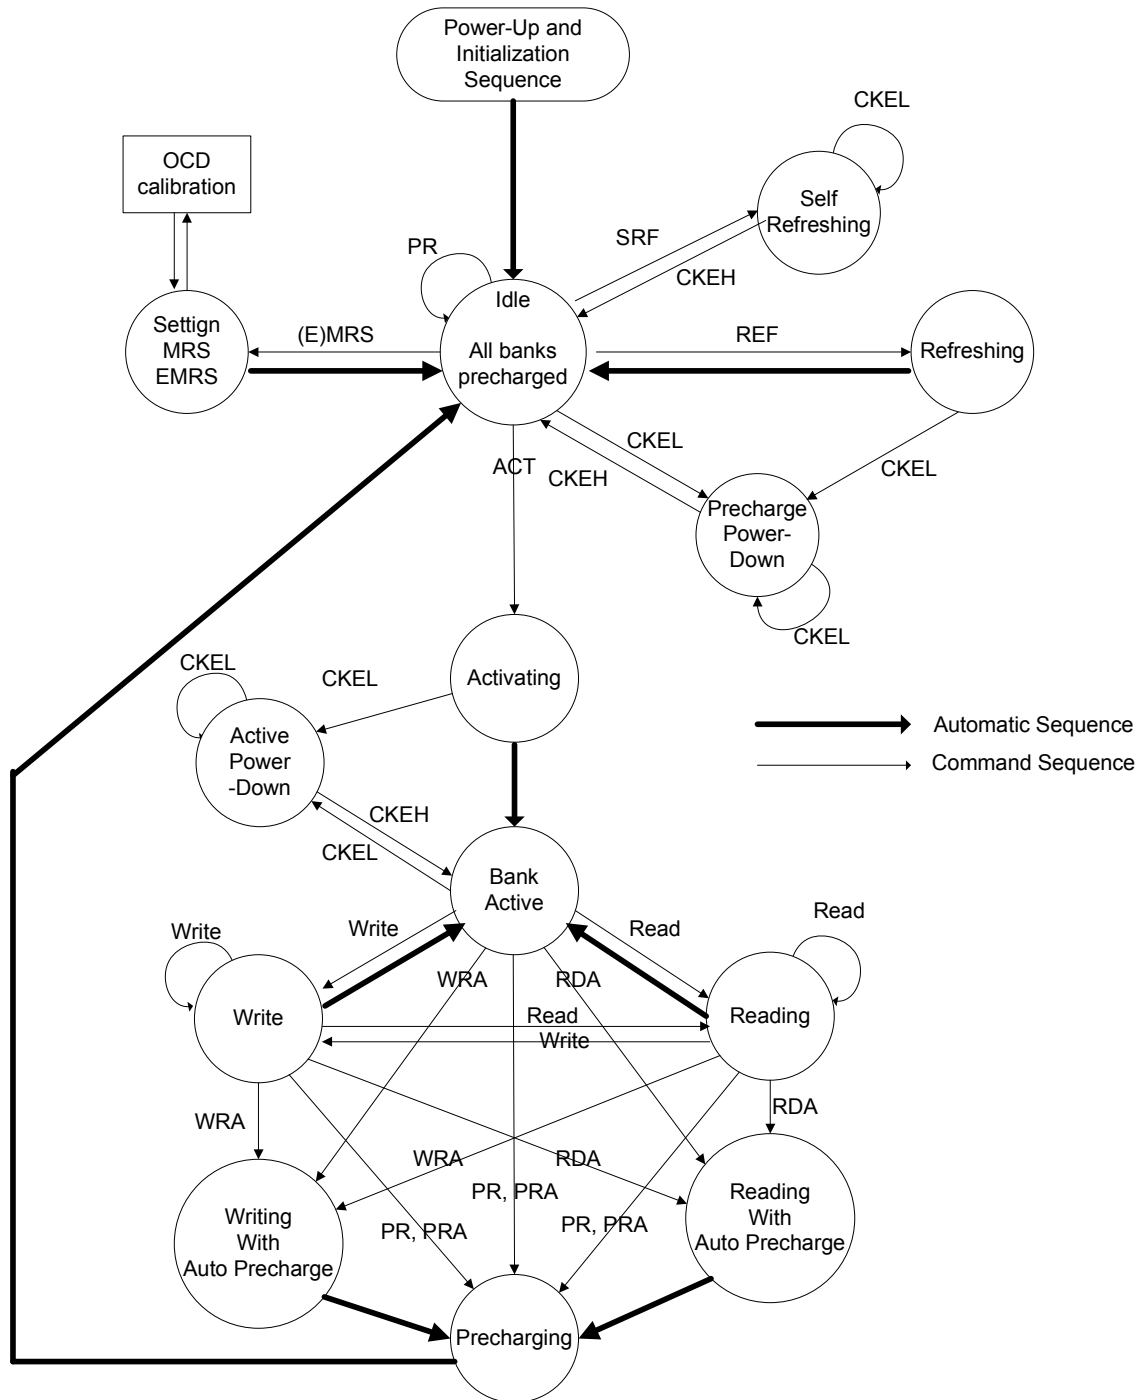 Power-Up and
Initialization
Sequence
CKEL
OCD
calibration
Self
Refreshing
SRF
PR
CKEH
Idle
Settign
MRS
EMRS
(E)MRS
All banks
precharged
REF
Refreshing
CKEL
ACT
CKEH
CKEL
Precharge
Power-
Down
CKEL
CKEL
CKEL
Activating
Active
Power
-Down
Automatic Sequence
Command Sequence
CKEH
CKEL
Bank
Active
Write
Write
Read
Read
WRA
RDA
Write
Read
Write
Reading
WRA
RDA
WRA
RDA
PR, PRA
PR, PRA
PR, PRA
Writing
With
Auto Precharge
Reading
With
Auto Precharge
Precharging